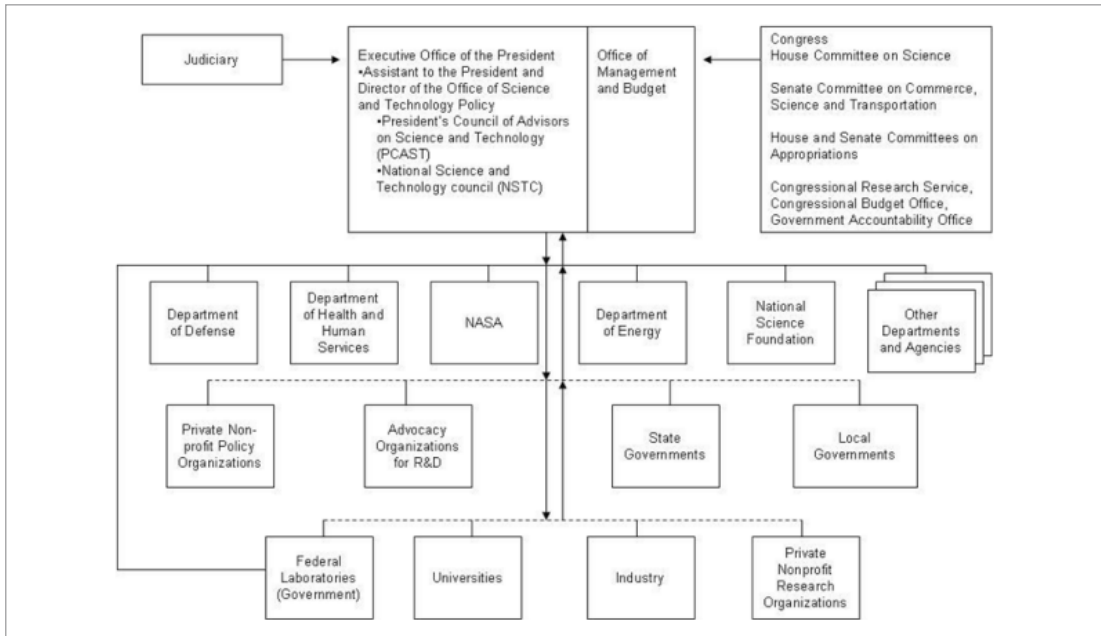 Judiciary
Executive Office of the President
•Assistant to the President and
Director of the Office of Science
and Technology Policy
•President's Council of Advisors
on Science and Technology
(PCAST)
•National Science and
Technology council (NSTC)
Office of
Management
and Budget
Congress
House Committee on Science
Senate Committee on Commerce,
Science and Transportation
House and Senate Committees on
Appropriations
Congressional Research Service,
Congressional Budget Office,
Government Accountability Office
Department
of Defense
Department
of Health and
Human
Services
NASA
Department
of Energy
National
Science
Foundation
Other
Departments
and Agencies
Private Non-
profit Policy
Organizations
Advocacy
Organizations
for R&D
State
Governments
Local
Governments
Federal
Laboratories
(Government)
Universities
Industry
Private
Nonprofit
Research
Organizations